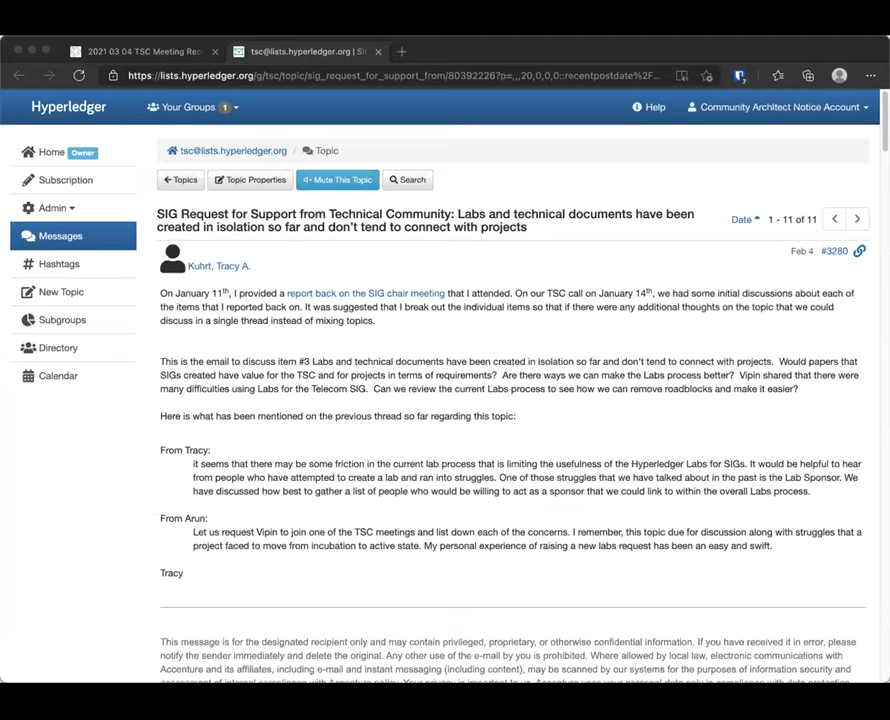 2021 03 04 TSC Meeting Rec
tsc@lists.hyperledger.org | SI
https://lists.hyperledger.org/g/tsc/topic/sig_request_for_support_from/80392226?p=,,,20,0,0,0::recentpostdate%2F...
Hyperledger
Your Groups 1
Help
Community Architect Notice Account
Home Owner
Subscription
Admin
Messages
Hashtags
New Topic
Subgroups
Directory
Calendar
tsc@lists.hyperledger.org / Topic
Topics
Topic Properties
Mute This Topic
Search
SIG Request for Support from Technical Community: Labs and technical documents have been
created in isolation so far and don't tend to connect with projects
Date 1 - 11 of 11
Kuhrt, Tracy A.
Feb 4 #3280
On January 11th, I provided a report back on the SIG chair meeting that I attended. On our TSC call on January 14th, we had some initial discussions about each of
the items that I reported back on. It was suggested that I break out the individual items so that if there were any additional thoughts on the topic that we could
discuss in a single thread instead of mixing topics.
This is the email to discuss item #3 Labs and technical documents have been created in isolation so far and don't tend to connect with projects. Would papers that
SIGs created have value for the TSC and for projects in terms of requirements? Are there ways we can make the Labs process better? Vipin shared that there were
many difficulties using Labs for the Telecom SIG. Can we review the current Labs process to see how we can remove roadblocks and make it easier?
Here is what has been mentioned on the previous thread so far regarding this topic:
From Tracy:
it seems that there may be some friction in the current lab process that is limiting the usefulness of the Hyperledger Labs for SIGs. It would be helpful to hear
from people who have attempted to create a lab and ran into struggles. One of those struggles that we have talked about in the past is the Lab Sponsor. We
have discussed how best to gather a list of people who would be willing to act as a sponsor that we could link to within the overall Labs process.
From Arun:
Let us request Vipin to join one of the TSC meetings and list down each of the concerns. I remember, this topic due for discussion along with struggles that a
project faced to move from incubation to active state. My personal experience of raising a new labs request has been an easy and swift.
Tracy
This message is for the designated recipient only and may contain privileged, proprietary, or otherwise confidential information. If you have received it in error, please
notify the sender immediately and delete the original. Any other use of the e-mail by you is prohibited. Where allowed by local law, electronic communications with
Accenture and its affiliates, including e-mail and instant messaging (including content), may be scanned by our systems for the purposes of information security and